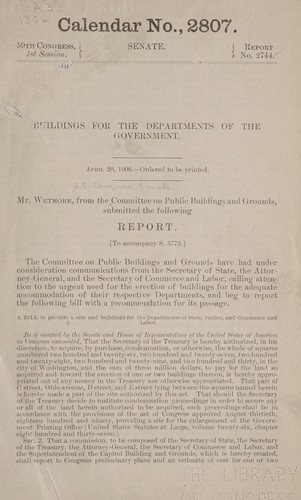 Calendar No., 2807.
59TH CONGRESS, } SENATE. { REPORT
1st Session. } { No. 2744.
BUILDINGS FOR THE DEPARTMENTS OF THE
GOVERNMENT.
APRIL 20, 1906.—Ordered to be printed.
Mr. WETMORE, from the Committee on Public Buildings and Grounds,
submitted the following
REPORT.
[To accompany S. 5773.]
The Committee on Public Buildings and Grounds have had under
consideration communications from the Secretary of State, the Attor-
ney-General, and the Secretary of Commerce and Labor, calling atten-
tion to the urgent need for the erection of buildings for the adequate
accommodation of their respective Departments, and beg to report
the following bill with a recommendation for its passage.
A BILL to provide a site and buildings for the Departments of State, Justice, and Commerce and
Labor.
Be it enacted by the Senate and House of Representatives of the United States of America
in Congress assembled, That the Secretary of the Treasury is hereby authorized, in his
discretion, to acquire, by purchase, condemnation, or otherwise, the whole of squares
numbered two hundred and twenty-six, two hundred and twenty-seven, two hundred
and twenty-eight, two hundred and twenty-nine, and two hundred and thirty, in the
city of Washington, and the sum of three million dollars, to pay for the land so
acquired and toward the erection of one or two buildings thereon, is hereby appro-
priated out of any money in the Treasury not otherwise appropriated. That part of
C street, Ohio avenue, D street, and E street lying between the squares named herein
is hereby made a part of the site authorized by this act. That should the Secretary
of the Treasury decide to institute condemnation proceedings in order to secure any
or all of the land herein authorized to be acquired, such proceedings shall be in
accordance with the provisions of the act of Congress approved August thirtieth,
eighteen hundred and ninety, providing a site for the enlargement of the Govern-
ment Printing Office (United States Statutes at Large, volume twenty-six, chapter
eight hundred and thirty-seven.)
SEC. 2. That a commission, to be composed of the Secretary of State, the Secretary
of the Treasury, the Attorney-General, the Secretary of Commerce and Labor, and
the Superintendent of the Capitol Building and Grounds, which is hereby created,
shall report to Congress preliminary plans and an estimate of cost for one or two